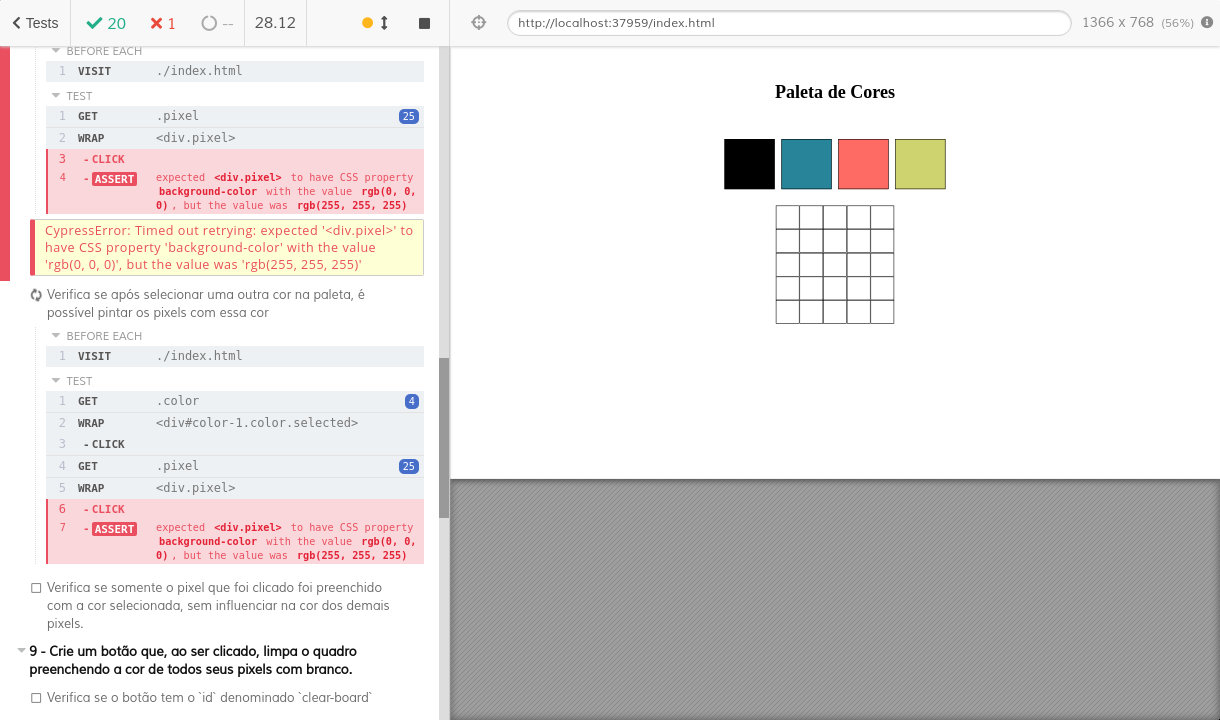 Tests 20 1 -- 28.12 http://localhost:37959/index.html 1366 x 768 (56%)
BEFORE EACH
1 VISIT ./index.html
TEST
1 GET .pixel 25
2 WRAP <div.pixel>
3 - CLICK
4 - ASSERT expected <div.pixel> to have CSS property
background-color with the value rgb(0, 0,
0) , but the value was rgb(255, 255, 255)
CypressError: Timed out retrying: expected '<div.pixel>' to
have CSS property 'background-color' with the value
'rgb(0, 0, 0)', but the value was 'rgb(255, 255, 255)'
Verifica se após selecionar uma outra cor na paleta, é
possível pintar os pixels com essa cor
BEFORE EACH
1 VISIT ./index.html
TEST
1 GET .color 4
2 WRAP <div#color-1.color.selected>
3 - CLICK
4 GET .pixel 25
5 WRAP <div.pixel>
6 - CLICK
7 - ASSERT expected <div.pixel> to have CSS property
background-color with the value rgb(0, 0,
0) , but the value was rgb(255, 255, 255)
Verifica se somente o pixel que foi clicado foi preenchido
com a cor selecionada, sem influenciar na cor dos demais
pixels.
9 - Crie um botão que, ao ser clicado, limpa o quadro
preenchendo a cor de todos seus pixels com branco.
Verifica se o botão tem o `id` denominado `clear-board`
Paleta de Cores